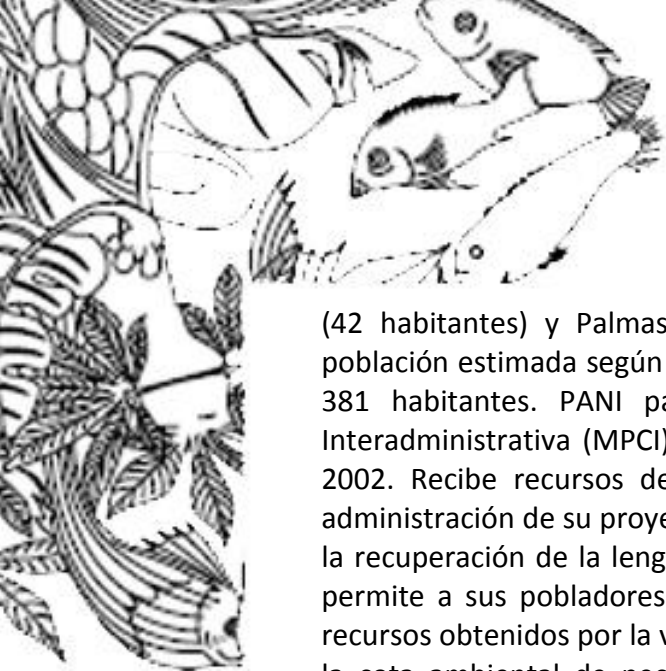 (42 habitantes) y Palmas
población estimada según
381 habitantes. PANI pa
Interadministrativa (MPCI)
2002. Recibe recursos de
administración de su proye
la recuperación de la leng
permite a sus pobladores
recursos obtenidos por la v